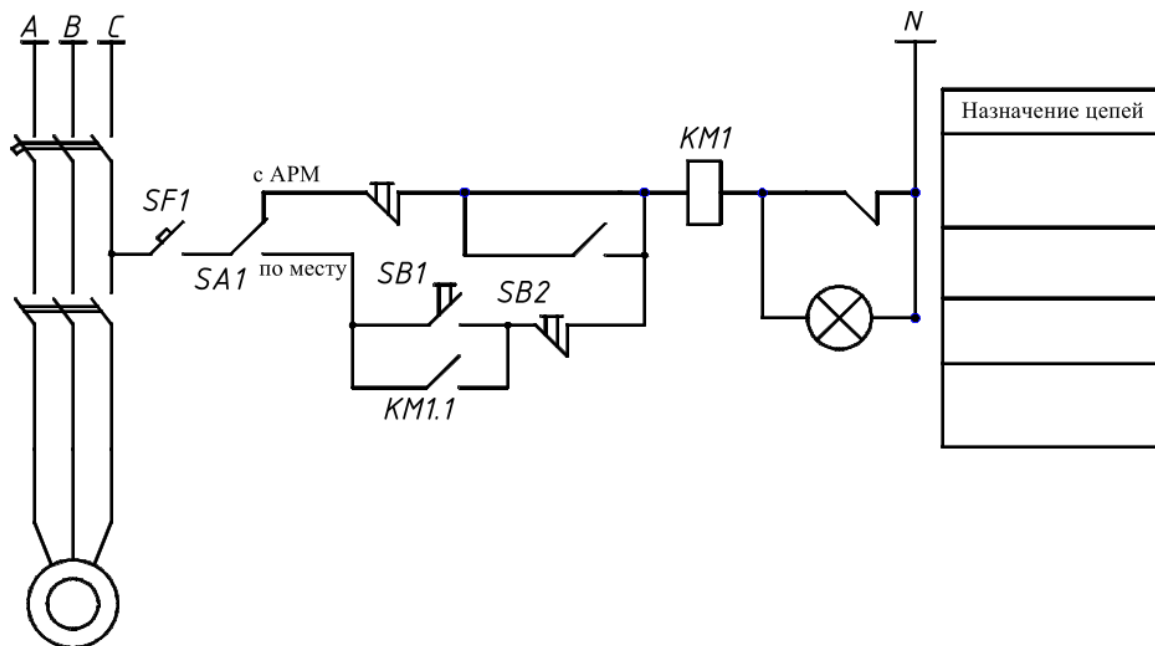 A B C
N
Назначение цепей
KM1
с АРМ
SF1
SA1
по месту
SB1
SB2
KM1.1